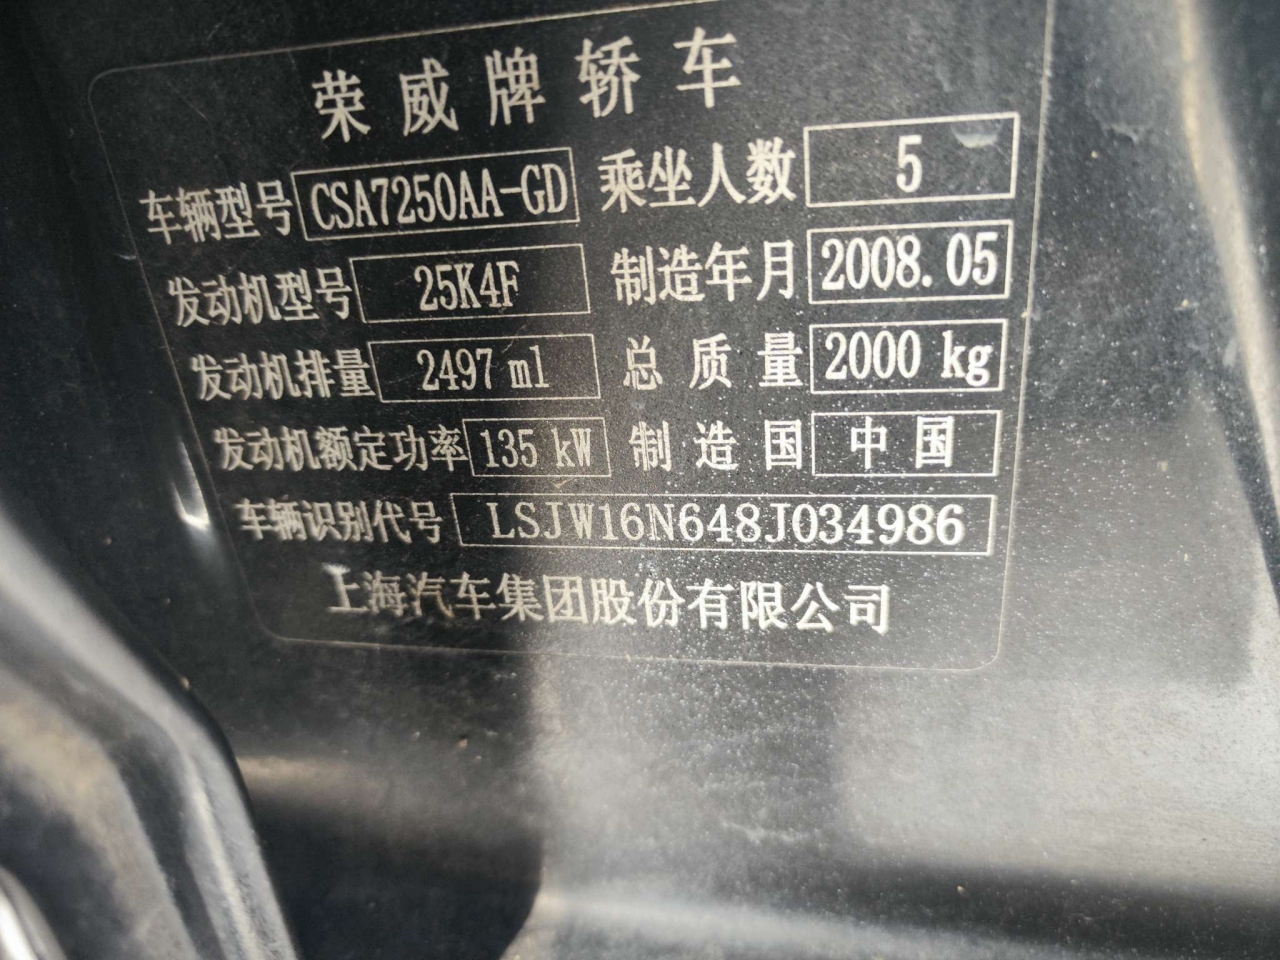 荣威牌轿车
车辆型号 CSA7250AA-GD 乘坐人数 5
发动机型号 25K4F 制造年月 2008.05
发动机排量 2497 ml 总质量 2000 kg
发动机额定功率 135 kW 制造国 中国
车辆识别代号 LSJW16N648J034986
上海汽车集团股份有限公司